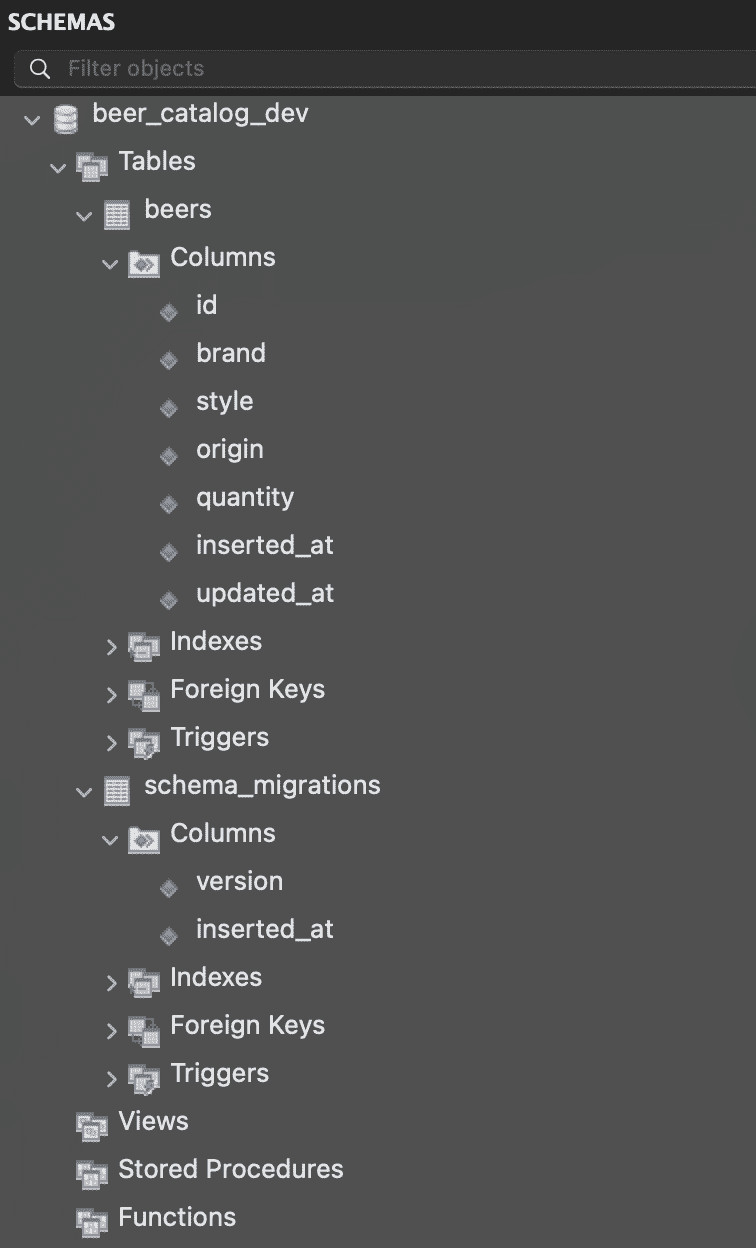 SCHEMAS
Filter objects
beer_catalog_dev
Tables
beers
Columns
id
brand
style
origin
quantity
inserted_at
updated_at
Indexes
Foreign Keys
Triggers
schema_migrations
Columns
version
inserted_at
Indexes
Foreign Keys
Triggers
Views
Stored Procedures
Functions